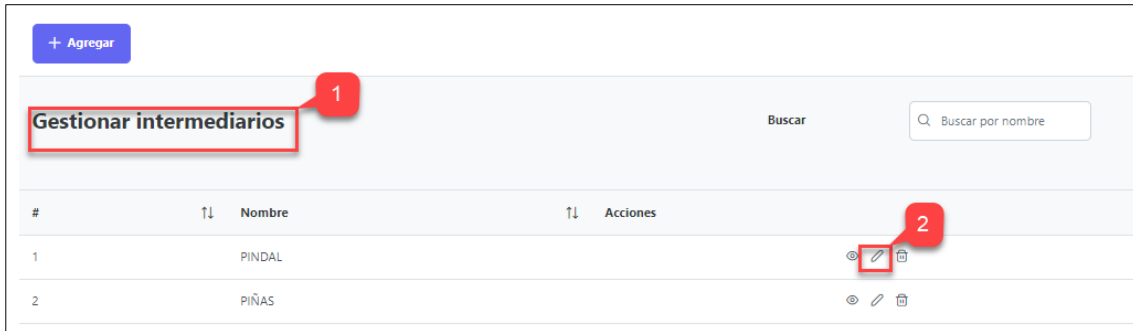 + Agregar
1
Gestionar intermediarios
Buscar
Buscar por nombre
# Nombre Acciones
2
1 PINDAL
2 PIÑAS